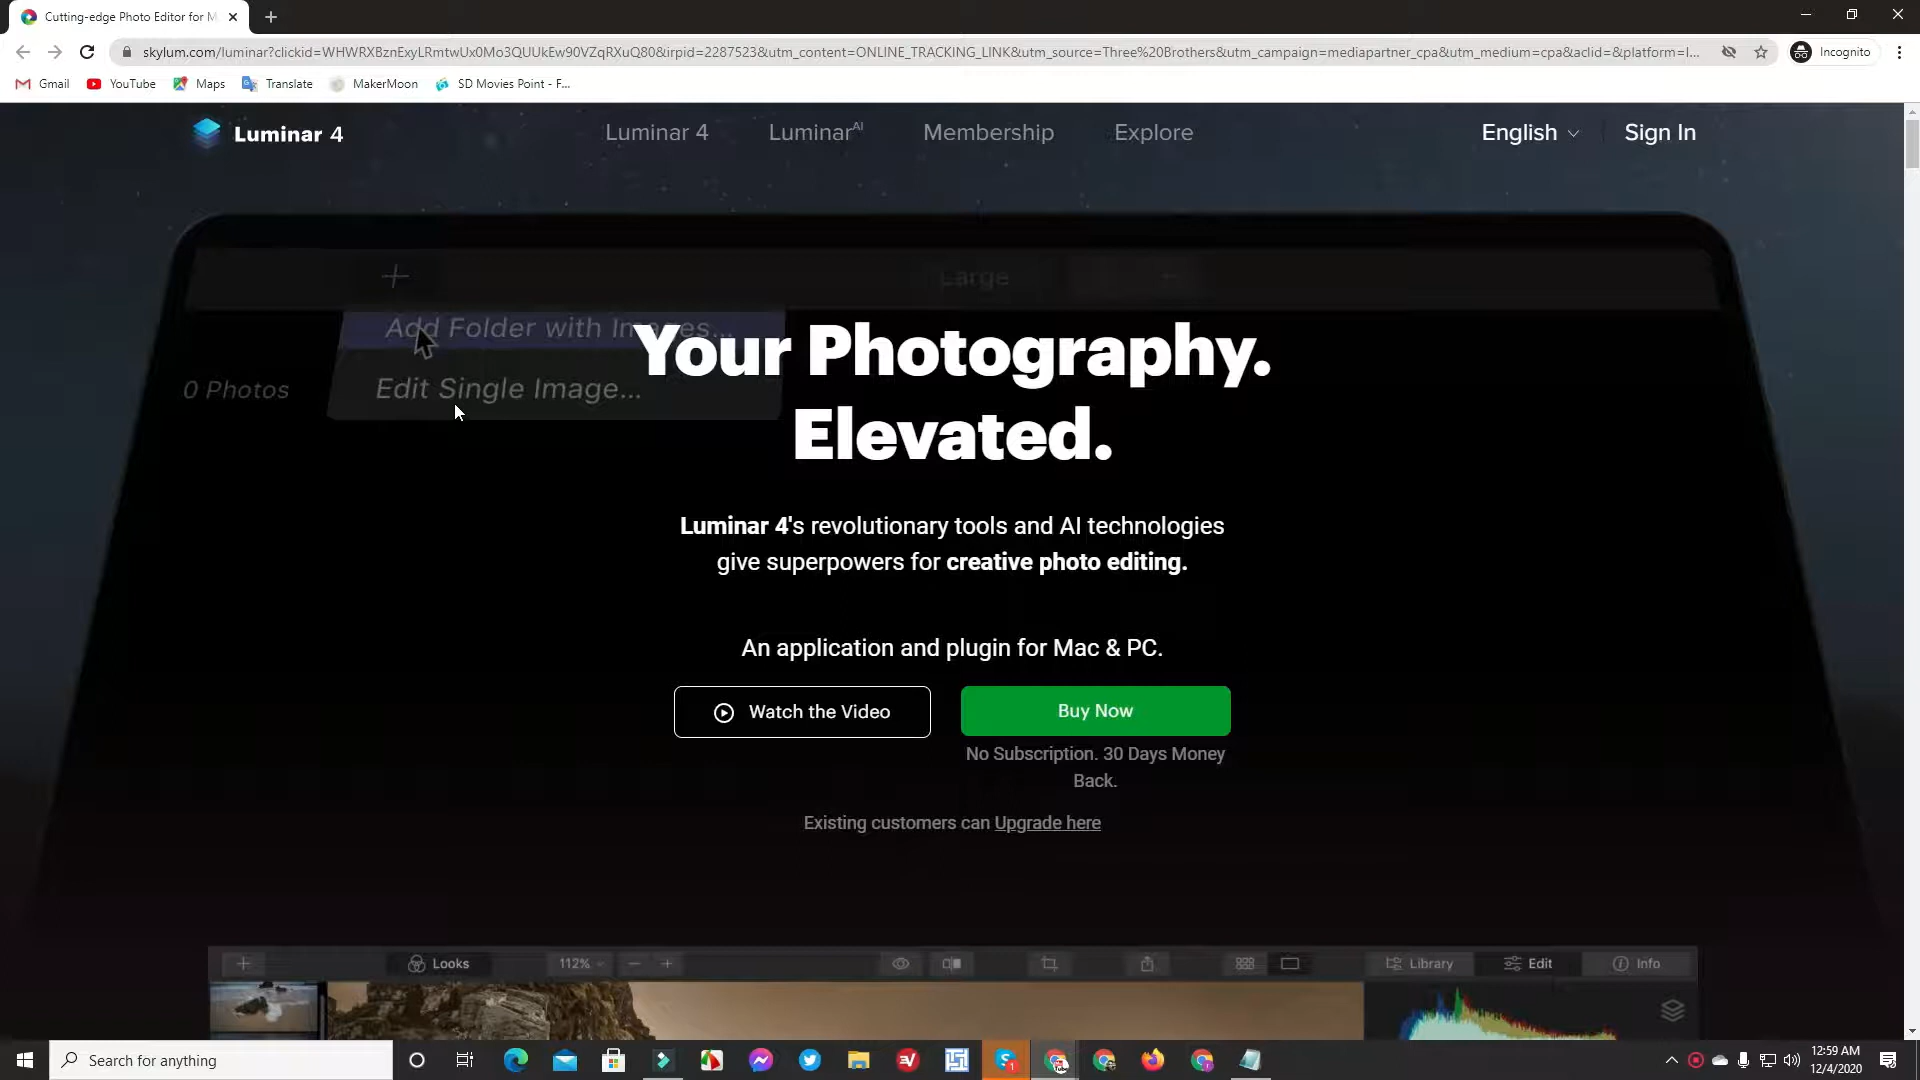 Cutting-edge Photo Editor for M
skylum.com/luminar?clickid=WHWRXBznExyLRmtwUx0Mo3QUUkEw90VZqRXuQ80&irpid=2287523&utm_content=ONLINE_TRACKING_LINK&utm_source=Three%20Brothers&utm_campaign=mediapartner_cpa&utm_medium=cpa&aclid=&platform=I...
Incognito
Gmail YouTube Maps Translate MakerMoon SD Movies Point - F...
Luminar 4 Luminar 4 LuminarAI Membership Explore English Sign In
Large
Add Folder with Images...
0 Photos Edit Single Image...
Your Photography.
Elevated.
Luminar 4's revolutionary tools and AI technologies
give superpowers for creative photo editing.
An application and plugin for Mac & PC.
Watch the Video Buy Now
No Subscription. 30 Days Money
Back.
Existing customers can Upgrade here
Looks 112% Library Edit Info
Search for anything
12:59 AM
12/4/2020